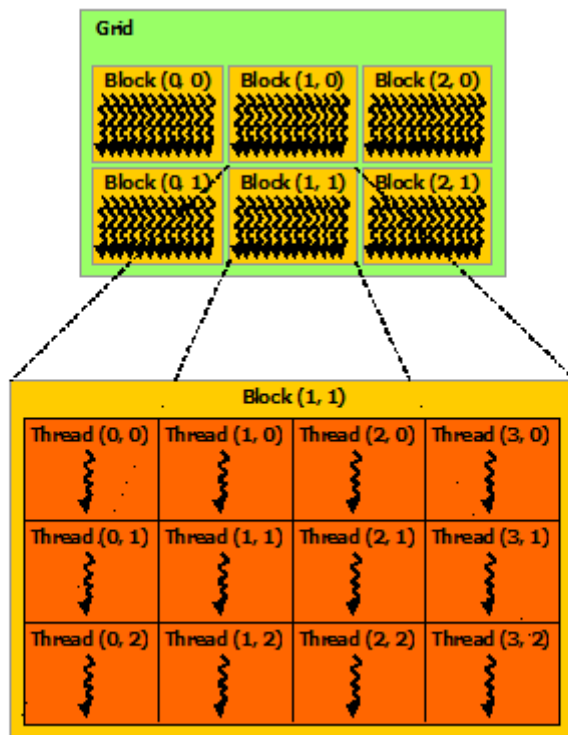 Grid
Block (0, 0) Block (1, 0) Block (2, 0)
Block (0, 1) Block (1, 1) Block (2, 1)
Block (1, 1)
Thread (0, 0) Thread (1, 0) Thread (2, 0) Thread (3, 0)
Thread (0, 1) Thread (1, 1) Thread (2, 1) Thread (3, 1)
Thread (0, 2) Thread (1, 2) Thread (2, 2) Thread (3, 2)